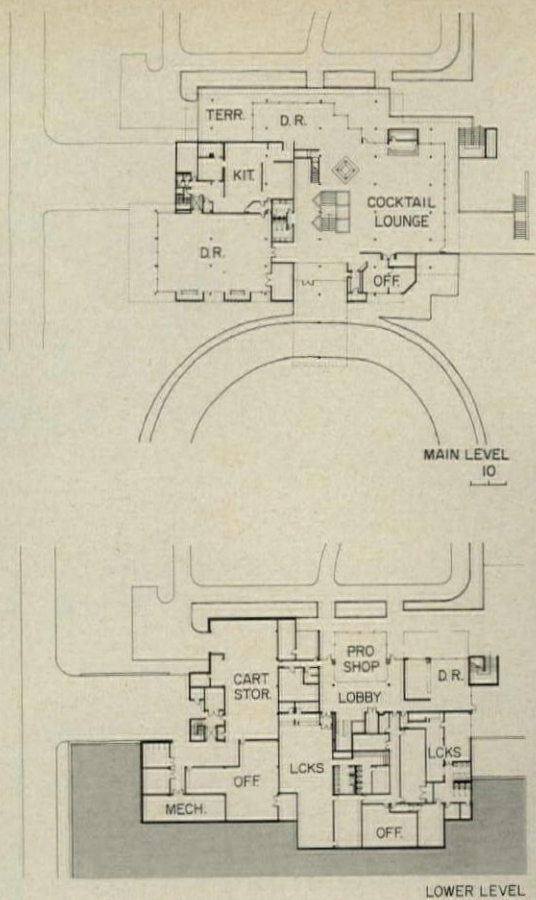 TERR.
D.R.
KIT.
COCKTAIL
LOUNGE
D.R.
OFF.
MAIN LEVEL
10
PRO
SHOP
CART
STOR.
D.R.
LOBBY
LCKS
LCKS
OFF.
MECH.
OFF.
LOWER LEVEL